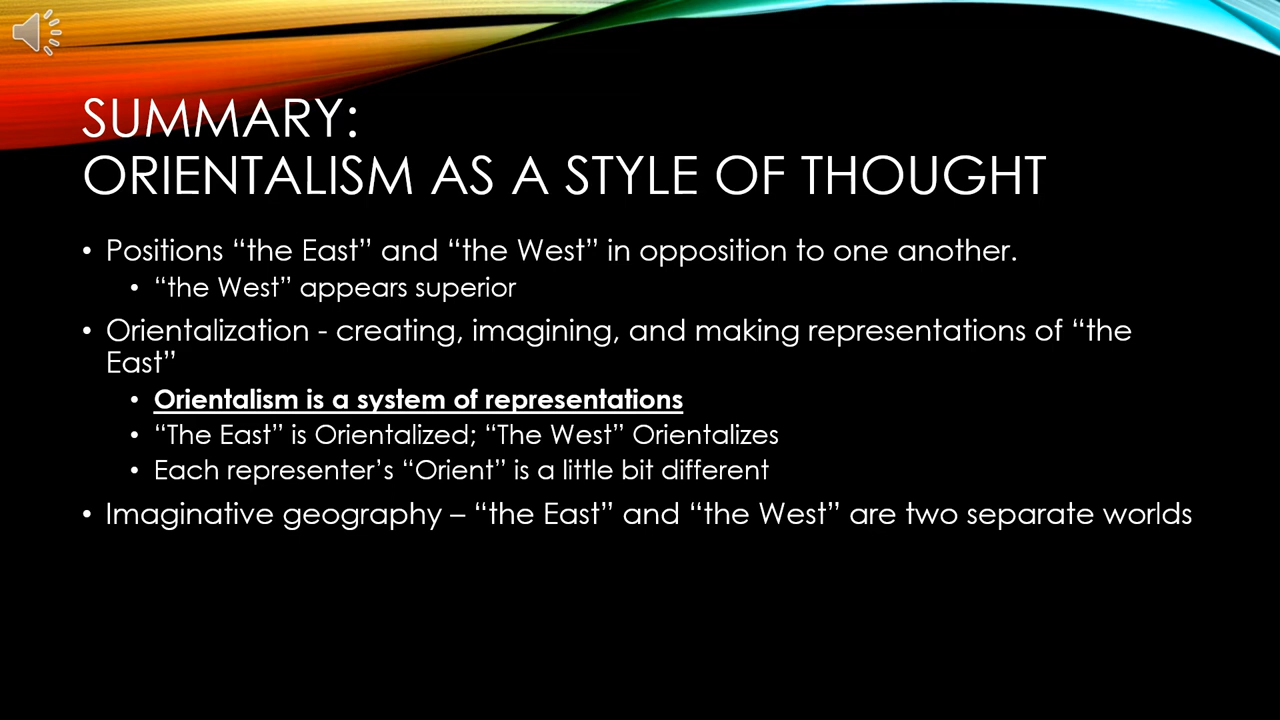 SUMMARY:
ORIENTALISM AS A STYLE OF THOUGHT
• Positions “the East” and “the West” in opposition to one another.
• “the West” appears superior
• Orientalization - creating, imagining, and making representations of “the
East”
• Orientalism is a system of representations
• “The East” is Orientalized; “The West” Orientalizes
• Each representer’s “Orient” is a little bit different
• Imaginative geography – “the East” and “the West” are two separate worlds